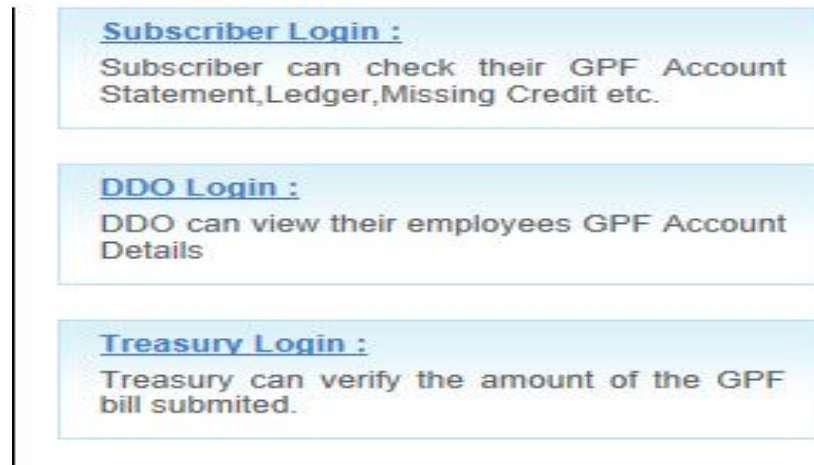 Subscriber Login :
Subscriber can check their GPF Account
Statement,Ledger,Missing Credit etc.
DDO Login :
DDO can view their employees GPF Account
Details
Treasury Login :
Treasury can verify the amount of the GPF
bill submited.